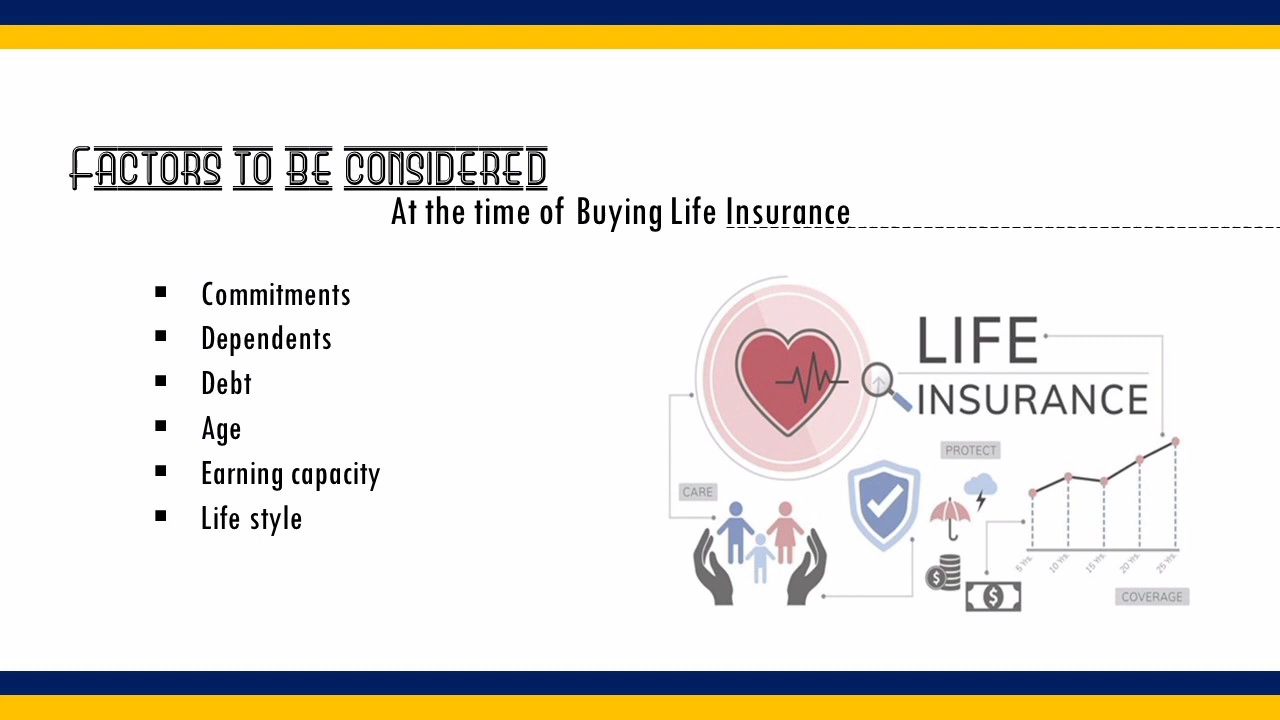 Factors to be considered
At the time of Buying Life Insurance
▪ Commitments
▪ Dependents
▪ Debt
▪ Age
▪ Earning capacity
▪ Life style
LIFE
INSURANCE
PROTECT
CARE
5 Yrs. 10 Yrs. 15 Yrs. 20 Yrs. 25 Yrs.
COVERAGE